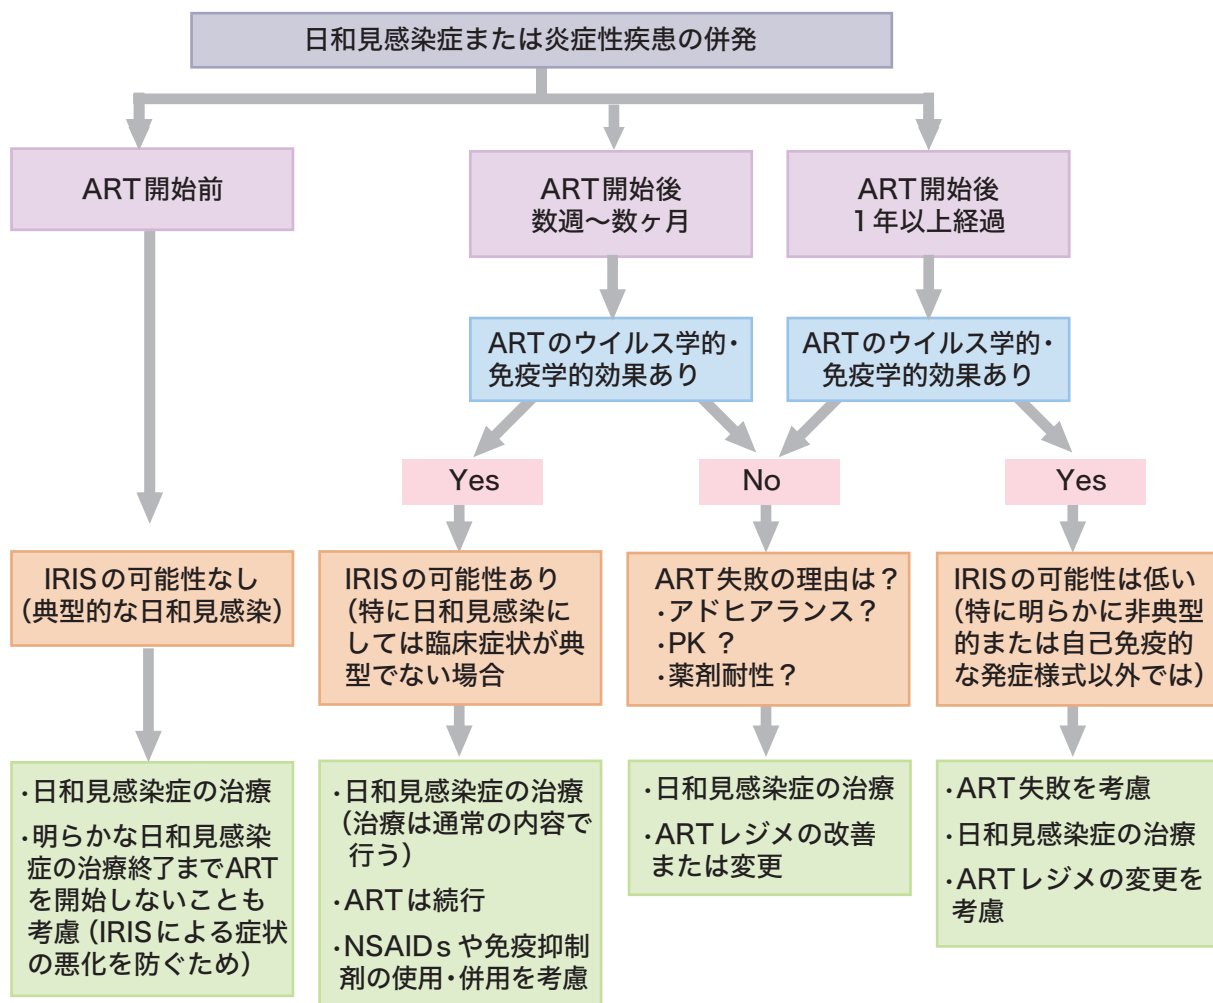 日和見感染症または炎症性疾患の併発
ART開始前
ART開始後
数週～数ヶ月
ART開始後
1年以上経過
ARTのウイルス学的・
免疫学的効果あり
ARTのウイルス学的・
免疫学的効果あり
Yes
No
Yes
IRISの可能性なし
（典型的な日和見感染）
IRISの可能性あり
（特に日和見感染に
しては臨床症状が典
型でない場合
ART失敗の理由は？
・アドヒアランス？
・PK ？
・薬剤耐性？
IRISの可能性は低い
（特に明らかに非典型
的または自己免疫的
な発症様式以外では）
・日和見感染症の治療
・明らかな日和見感染
症の治療終了までART
を開始しないことも
考慮（IRISによる症状
の悪化を防ぐため）
・日和見感染症の治療
（治療は通常の内容で
行う）
・ARTは続行
・NSAIDsや免疫抑制
剤の使用・併用を考慮
・日和見感染症の治療
・ARTレジメの改善
または変更
・ART失敗を考慮
・日和見感染症の治療
・ARTレジメの変更を
考慮